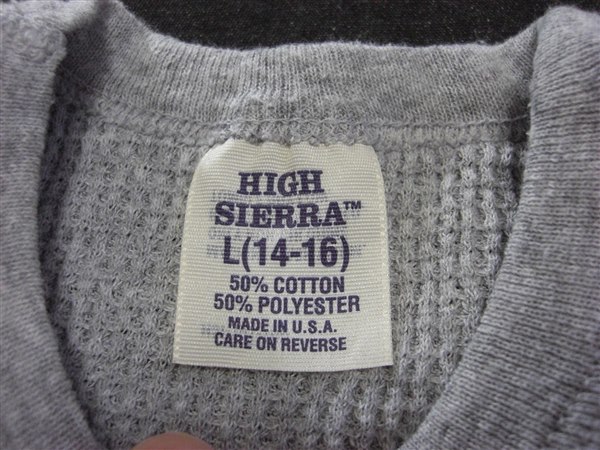 HIGH
SIERRA™
L(14-16)
50% COTTON
50% POLYESTER
MADE IN U.S.A.
CARE ON REVERSE